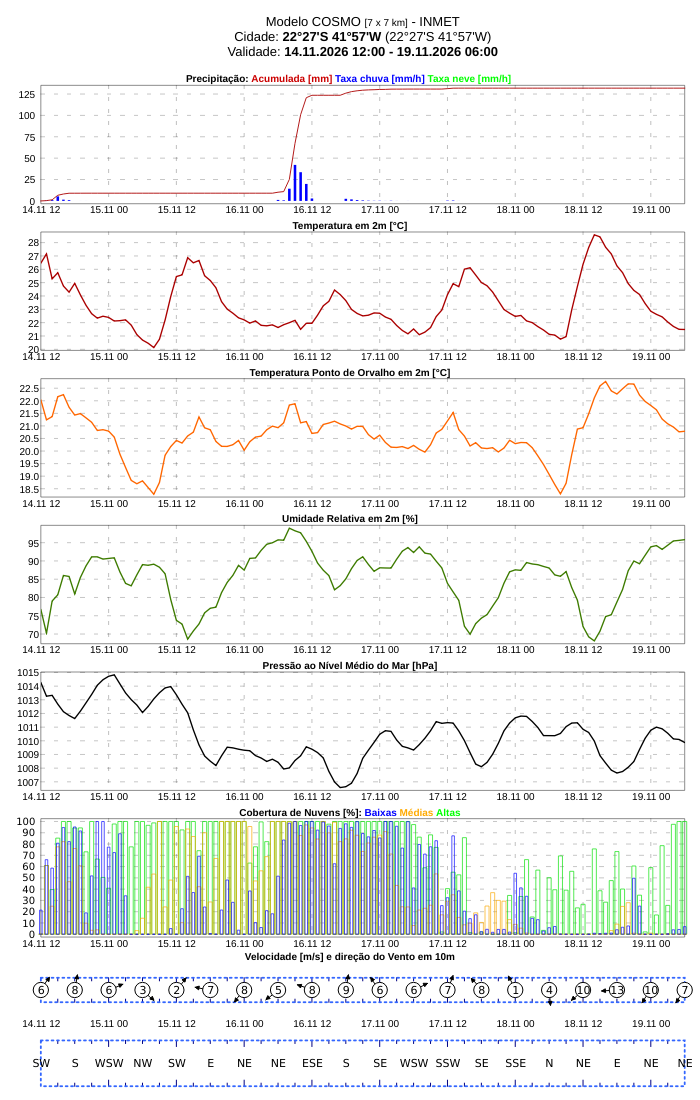 Modelo COSMO [7 x 7 km] - INMET
Cidade: 22°27'S 41°57'W (22°27'S 41°57'W)
Validade: 14.11.2026 12:00 - 19.11.2026 06:00
Precipitação: Acumulada [mm] Taxa chuva [mm/h] Taxa neve [mm/h]
125
100
75
50
25
0
14.11 12 15.11 00 15.11 12 16.11 00 16.11 12 17.11 00 17.11 12 18.11 00 18.11 12 19.11 00
Temperatura em 2m [°C]
28
27
26
25
24
23
22
21
20
14.11 12 15.11 00 15.11 12 16.11 00 16.11 12 17.11 00 17.11 12 18.11 00 18.11 12 19.11 00
Temperatura Ponto de Orvalho em 2m [°C]
22.5
22.0
21.5
21.0
20.5
20.0
19.5
19.0
18.5
14.11 12 15.11 00 15.11 12 16.11 00 16.11 12 17.11 00 17.11 12 18.11 00 18.11 12 19.11 00
Umidade Relativa em 2m [%]
95
90
85
80
75
70
14.11 12 15.11 00 15.11 12 16.11 00 16.11 12 17.11 00 17.11 12 18.11 00 18.11 12 19.11 00
Pressão ao Nível Médio do Mar [hPa]
1015
1014
1013
1012
1011
1010
1009
1008
1007
14.11 12 15.11 00 15.11 12 16.11 00 16.11 12 17.11 00 17.11 12 18.11 00 18.11 12 19.11 00
Cobertura de Nuvens [%]: Baixas Médias Altas
100
90
80
70
60
50
40
30
20
10
0
14.11 12 15.11 00 15.11 12 16.11 00 16.11 12 17.11 00 17.11 12 18.11 00 18.11 12 19.11 00
Velocidade [m/s] e direção do Vento em 10m
6 8 6 3 2 7 8 5 8 9 6 6 7 8 1 4 10 13 10 7
14.11 12 15.11 00 15.11 12 16.11 00 16.11 12 17.11 00 17.11 12 18.11 00 18.11 12 19.11 00
SW S WSW NW SW E NE NE ESE S SE WSW SSW SE SSE N NE E NE NE